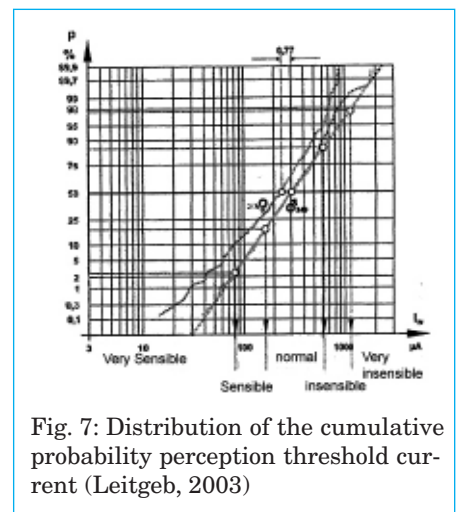 P
%
0,77
99,9
99,7
99
98
95
90
75
50
25
10
5
2
1
0,3
0,1
3 10 100 1000 μA
Very Sensible normal Very
insensible
Sensible insensible
Fig. 7: Distribution of the cumulative
probability perception threshold cur-
rent (Leitgeb, 2003)